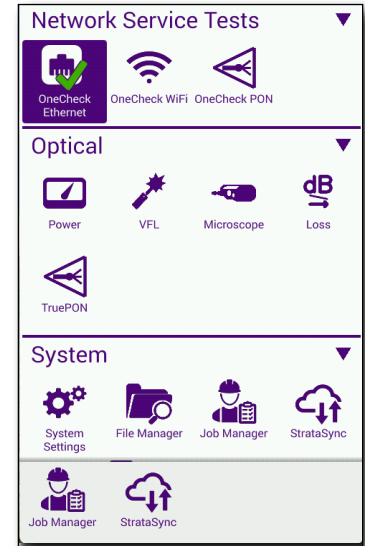 Network Service Tests
OneCheck
Ethernet
OneCheck WiFi
OneCheck PON
Optical
Power
VFL
Microscope
dB
Loss
TruePON
System
System
Settings
File Manager
Job Manager
StrataSync
Job Manager
StrataSync